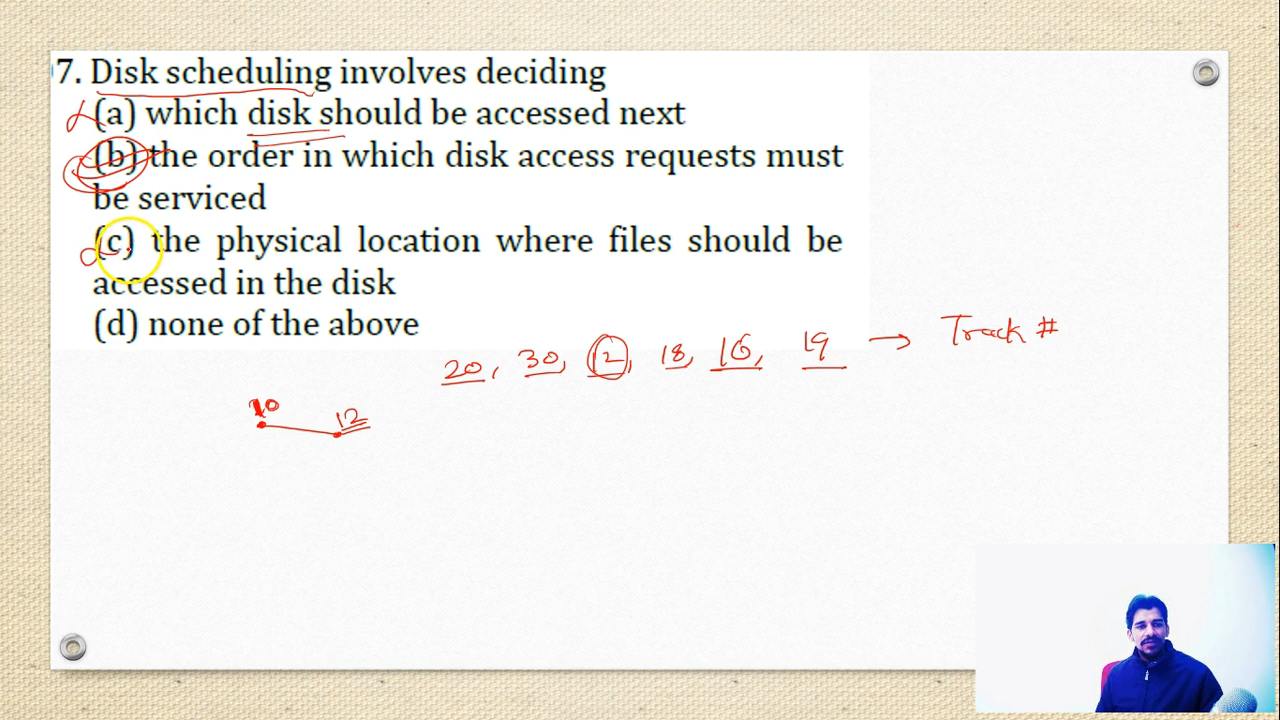 7. Disk scheduling involves deciding
(a) which disk should be accessed next
(b) the order in which disk access requests must
be serviced
(c) the physical location where files should be
accessed in the disk
(d) none of the above
20, 30, 12, 18, 16, 19 → Track #
10 12